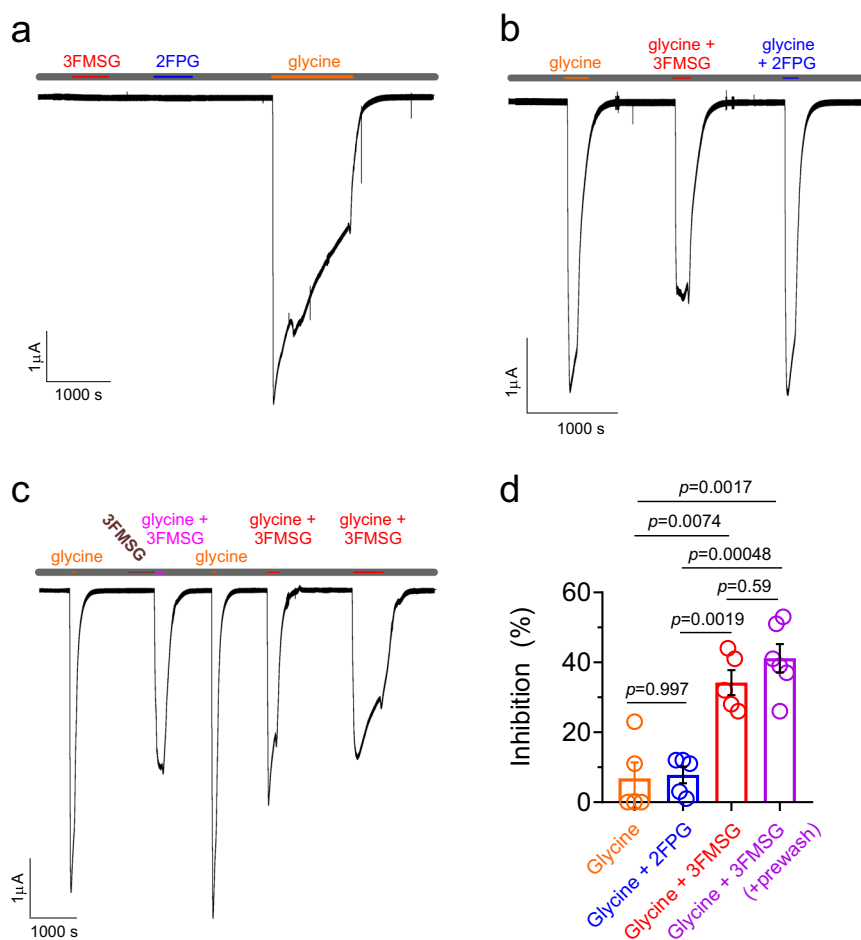 a
3FMSG
2FPG
glycine
1µA
1000 s
b
glycine
glycine +
3FMSG
glycine
+ 2FPG
1µA
1000 s
c
glycine
3FMSG
glycine +
3FMSG
glycine
glycine +
3FMSG
glycine +
3FMSG
1µA
1000 s
d
p=0.0017
p=0.0074
p=0.00048
p=0.59
p=0.0019
p=0.997
Inhibition (%)
60
40
20
0
Glycine
Glycine + 2FPG
Glycine + 3FMSG
Glycine + 3FMSG
(+prewash)